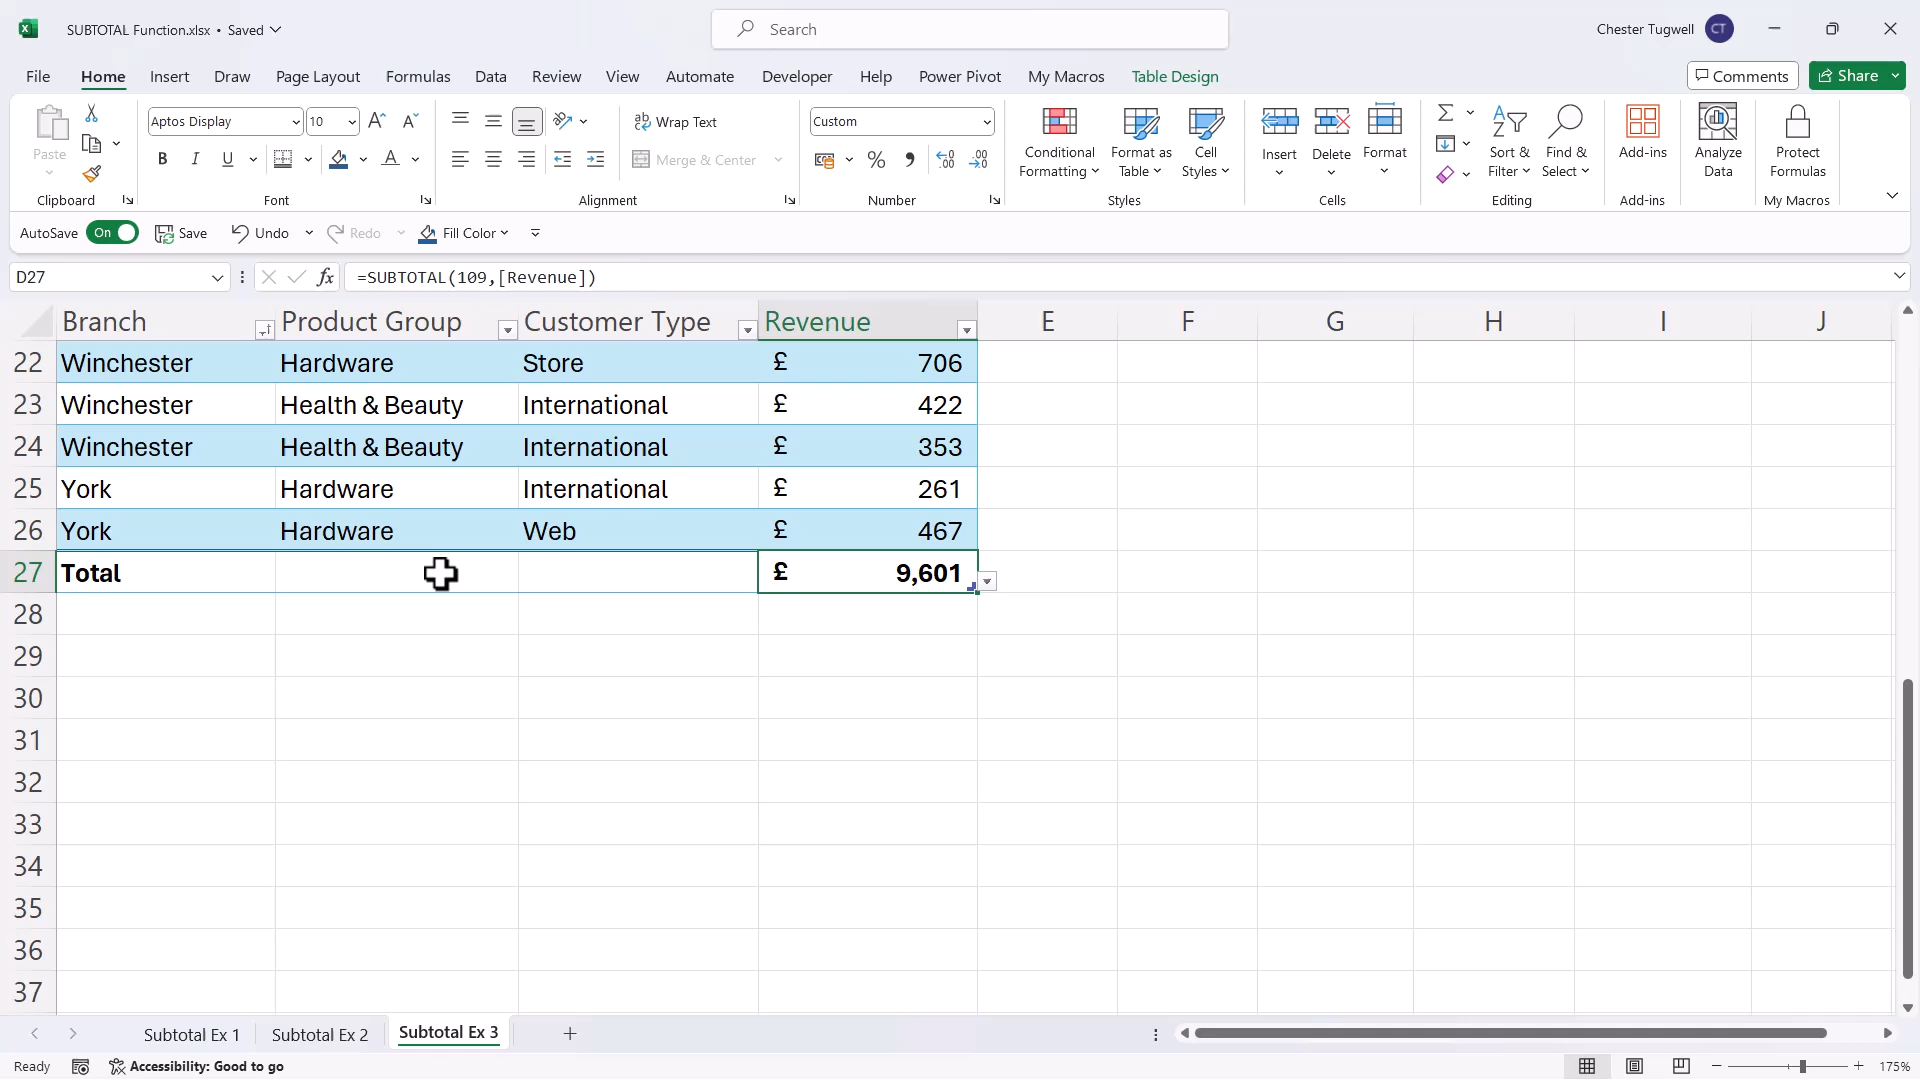 SUBTOTAL Function.xlsx • Saved
Search
Chester Tugwell
CT
File Home Insert Draw Page Layout Formulas Data Review View Automate Developer Help Power Pivot My Macros Table Design
Comments
Share
Paste
Clipboard
Aptos Display
10
Font
Wrap Text
Merge & Center
Alignment
Custom
Number
Conditional Formatting
Format as Table
Cell Styles
Styles
Insert
Delete
Format
Cells
Sort & Filter
Find & Select
Editing
Add-ins
Add-ins
Analyze Data
Protect Formulas
My Macros
AutoSave On Save Undo Redo Fill Color
D27
fx
=SUBTOTAL(109,[Revenue])
Branch Product Group Customer Type Revenue E F G H I J
22 Winchester Hardware Store £ 706
23 Winchester Health & Beauty International £ 422
24 Winchester Health & Beauty International £ 353
25 York Hardware International £ 261
26 York Hardware Web £ 467
27 Total £ 9,601
28
29
30
31
32
33
34
35
36
37
Subtotal Ex 1 Subtotal Ex 2 Subtotal Ex 3
Ready Accessibility: Good to go 175%